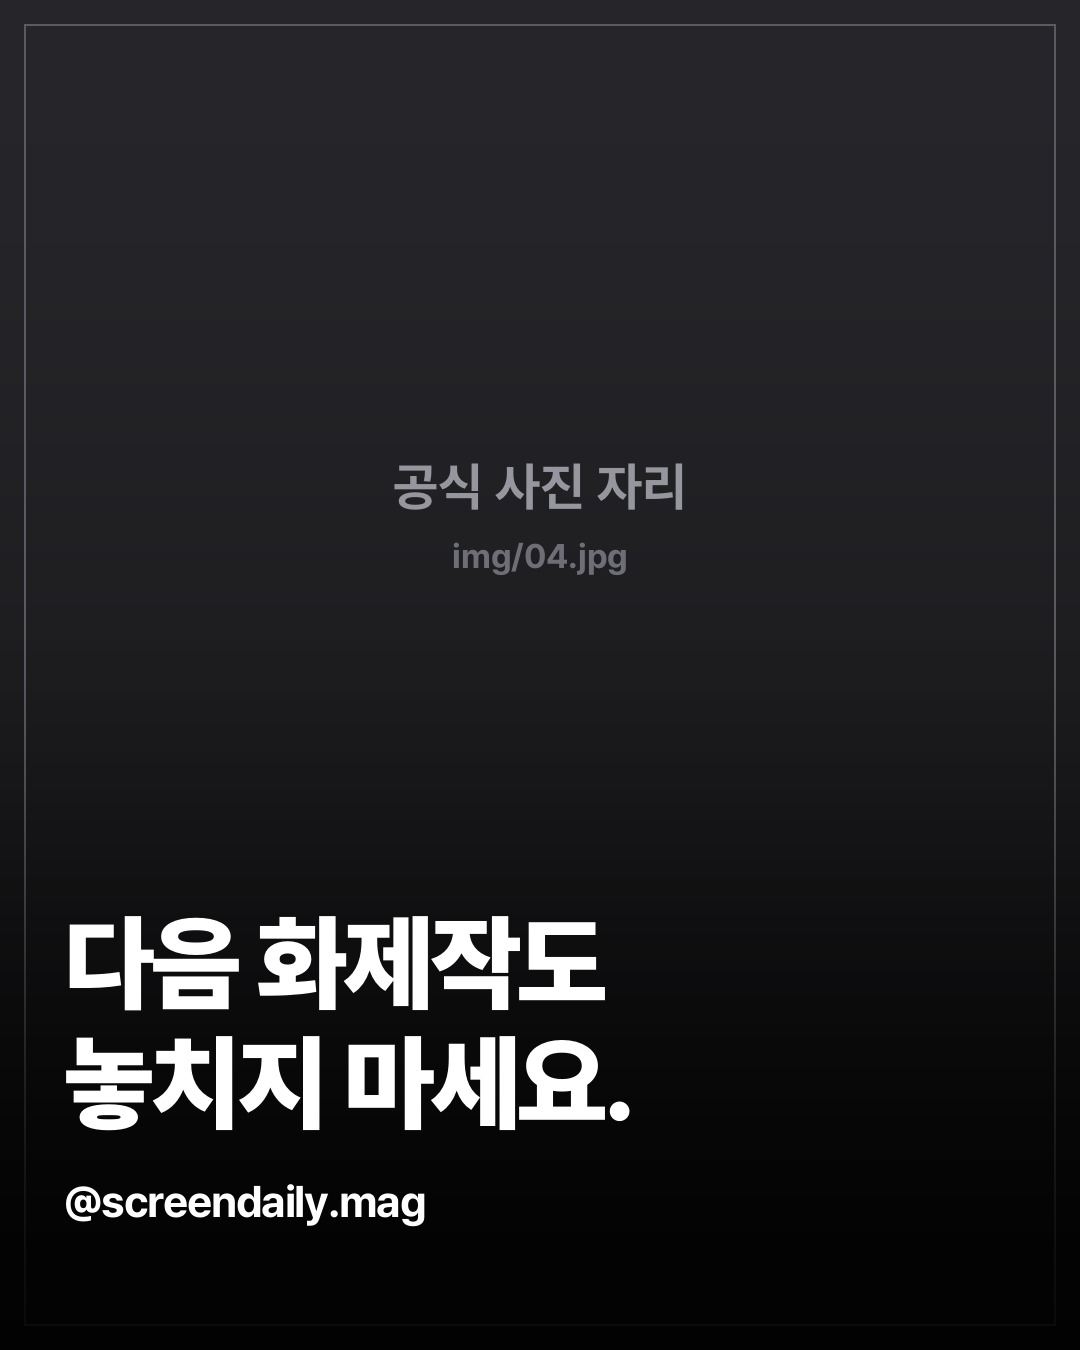 공식 사진 자리
img/04.jpg
다음 화제작도
놓치지 마세요.
@screendaily.mag